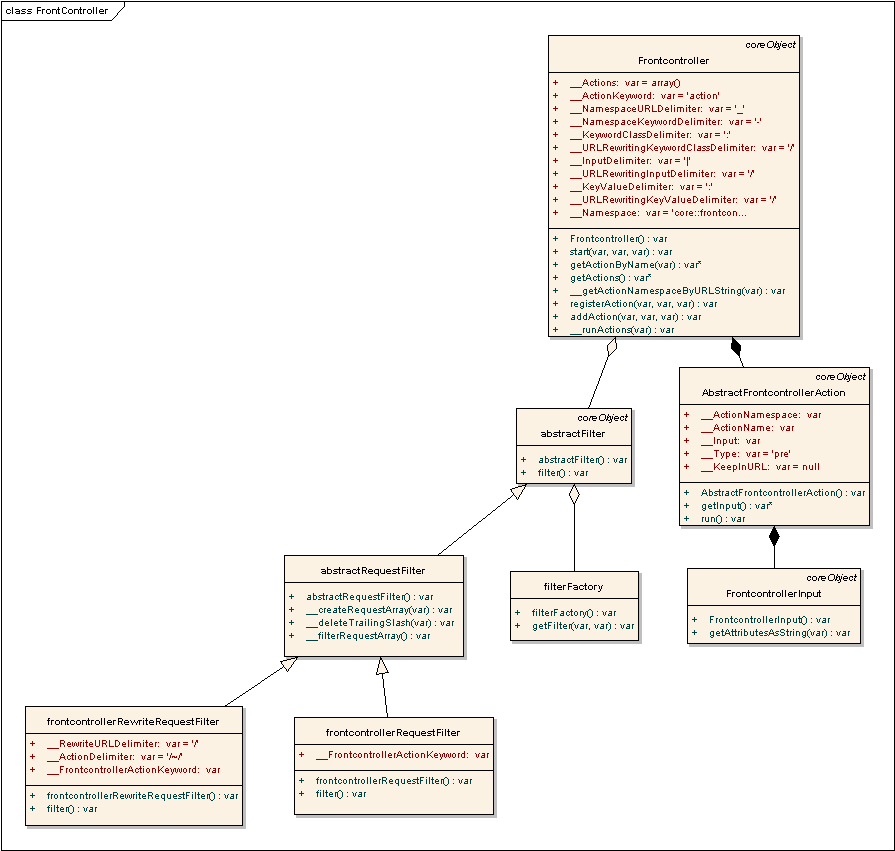 class FrontController
coreObject
Frontcontroller
+ __Actions: var = array()
+ __ActionKeyword: var = 'action'
+ __NamespaceURLDelimiter: var = '_'
+ __NamespaceKeywordDelimiter: var = '-'
+ __KeywordClassDelimiter: var = ':'
+ __URLRewritingKeywordClassDelimiter: var = '/'
+ __InputDelimiter: var = '|'
+ __URLRewritingInputDelimiter: var = '/'
+ __KeyValueDelimiter: var = ':'
+ __URLRewritingKeyValueDelimiter: var = '/'
+ __Namespace: var = 'core::frontcon...
+ Frontcontroller() : var
+ start(var, var, var) : var
+ getActionByName(var) : var*
+ getActions() : var*
+ __getActionNamespaceByURLString(var) : var
+ registerAction(var, var, var) : var
+ addAction(var, var, var) : var
+ __runActions(var) : var
coreObject
AbstractFrontcontrollerAction
+ __ActionNamespace: var
+ __ActionName: var
+ __Input: var
+ __Type: var = 'pre'
+ __KeepInURL: var = null
+ AbstractFrontcontrollerAction() : var
+ getInput() : var*
+ run() : var
coreObject
abstractFilter
+ abstractFilter() : var
+ filter() : var
abstractRequestFilter
+ abstractRequestFilter() : var
+ __createRequestArray(var) : var
+ __deleteTrailingSlash(var) : var
+ __filterRequestArray() : var
filterFactory
+ filterFactory() : var
+ getFilter(var, var) : var
coreObject
FrontcontrollerInput
+ FrontcontrollerInput() : var
+ getAttributesAsString(var) : var
frontcontrollerRewriteRequestFilter
+ __RewriteURLDelimiter: var = '/'
+ __ActionDelimiter: var = '/~/'
+ __FrontcontrollerActionKeyword: var
+ frontcontrollerRewriteRequestFilter() : var
+ filter() : var
frontcontrollerRequestFilter
+ __FrontcontrollerActionKeyword: var
+ frontcontrollerRequestFilter() : var
+ filter() : var